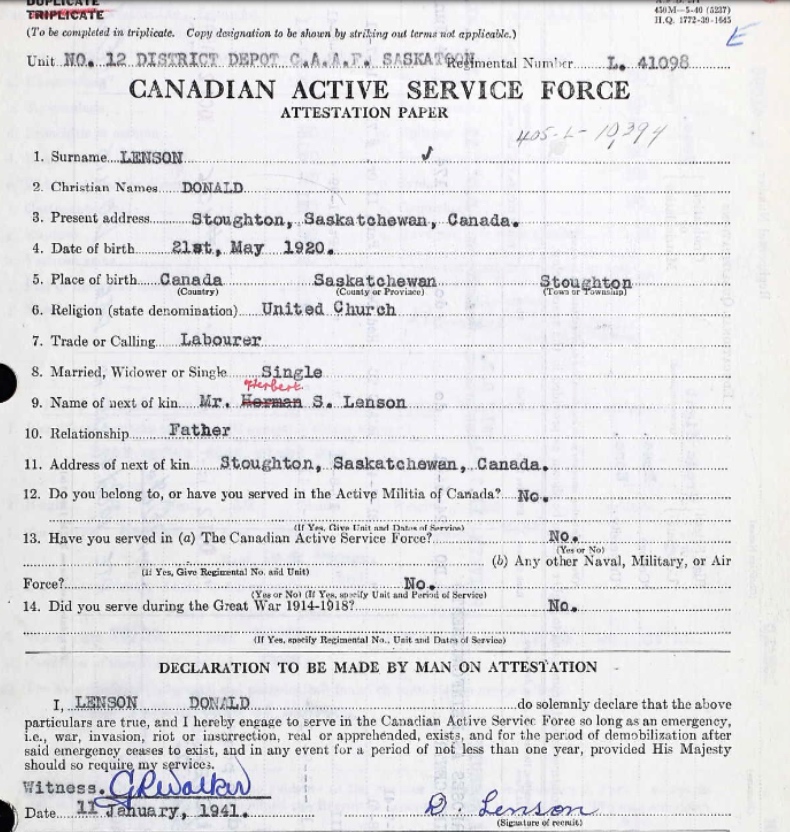 DUPLICATE
TRIPLICATE
450M—5-40 (5237)
H.Q. 1772-39-1645
(To be completed in triplicate. Copy designation to be shown by striking out terms not applicable.)
E
Unit NO. 12 DISTRICT DEPOT C.A.A.F. SASKATOON Regimental Number L. 41098
CANADIAN ACTIVE SERVICE FORCE
ATTESTATION PAPER
405-L-10,394
1. Surname LENSON
2. Christian Names DONALD
3. Present address Stoughton, Saskatchewan, Canada.
4. Date of birth 21st, May 1920.
5. Place of birth Canada Saskatchewan Stoughton
(Country) (County or Province) (Town or Township)
6. Religion (state denomination) United Church
7. Trade or Calling Labourer
8. Married, Widower or Single Single
Herbert
9. Name of next of kin Mr. Herman S. Lenson
10. Relationship Father
11. Address of next of kin Stoughton, Saskatchewan, Canada.
12. Do you belong to, or have you served in the Active Militia of Canada? No.
(If Yes, Give Unit and Dates of Service)
13. Have you served in (a) The Canadian Active Service Force? No.
(Yes or No)
(If Yes, Give Regimental No. and Unit) (b) Any other Naval, Military, or Air
Force? No.
(Yes or No) (If Yes, specify Unit and Period of Service)
14. Did you serve during the Great War 1914-1918? No.
(If Yes, specify Regimental No., Unit and Dates of Service)
DECLARATION TO BE MADE BY MAN ON ATTESTATION
I, LENSON DONALD do solemnly declare that the above
particulars are true, and I hereby engage to serve in the Canadian Active Service Force so long as an emergency,
i.e., war, invasion, riot or insurrection, real or apprehended, exists, and for the period of demobilization after
said emergency ceases to exist, and in any event for a period of not less than one year, provided His Majesty
should so require my services.
Witness. G R Walker
Date 11 January, 1941. D. Lenson
(Signature of recruit)